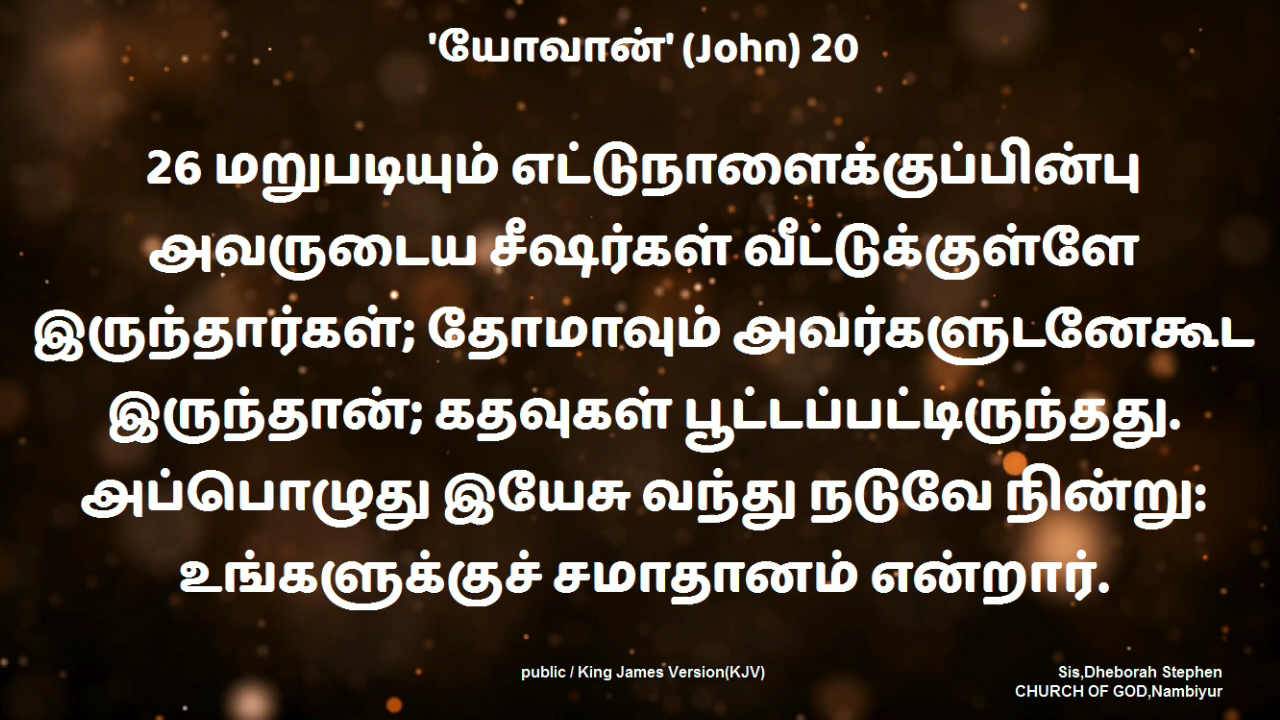 'யோவான்' (John) 20
26 மறுபடியும் எட்டுநாளைக்குப்பின்பு
அவருடைய சீஷர்கள் வீட்டுக்குள்ளே
இருந்தார்கள்; தோமாவும் அவர்களுடனேகூட
இருந்தான்; கதவுகள் பூட்டப்பட்டிருந்தது.
அப்பொழுது இயேசு வந்து நடுவே நின்று:
உங்களுக்குச் சமாதானம் என்றார்.
public / King James Version(KJV)
Sis,Dheborah Stephen
CHURCH OF GOD,Nambiyur